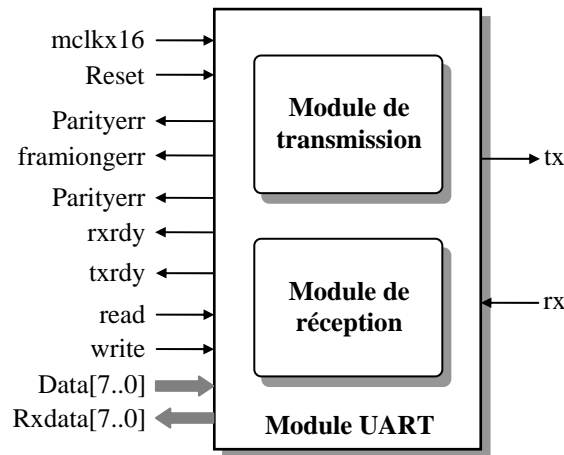 mclkx16
Reset
Parityerr
framiongerr
Parityerr
rxrdy
txrdy
read
write
Data[7..0]
Rxdata[7..0]
Module de
transmission
Module de
réception
Module UART
tx
rx